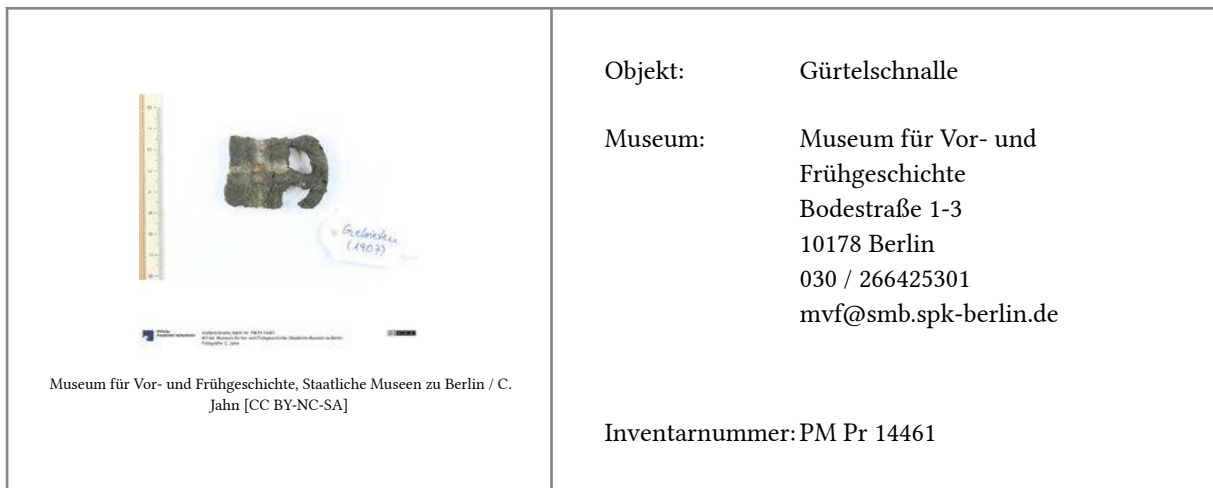 Grebieten
(1907)
Museum für Vor- und Frühgeschichte, Staatliche Museen zu Berlin / C.
Jahn [CC BY-NC-SA]
Objekt: Gürtelschnalle
Museum: Museum für Vor- und
Frühgeschichte
Bodestraße 1-3
10178 Berlin
030 / 266425301
mvf@smb.spk-berlin.de
Inventarnummer: PM Pr 14461